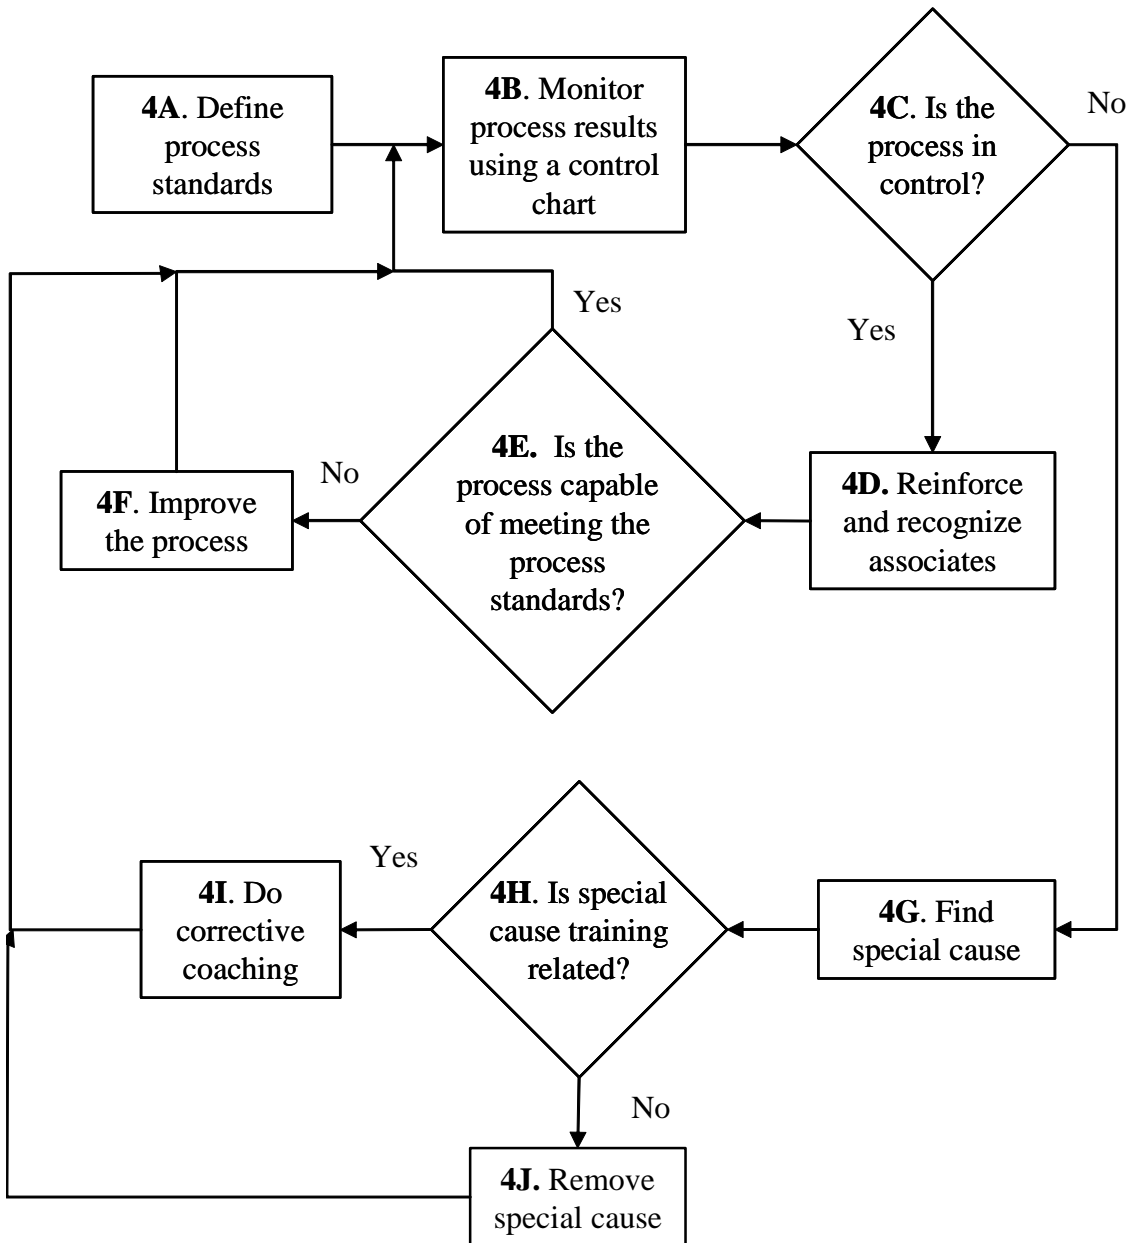 4A. Define
process
standards
4B. Monitor
process results
using a control
chart
4C. Is the
process in
control?
No
Yes
Yes
4D. Reinforce
and recognize
associates
4E.  Is the
process capable
of meeting the
process
standards?
No
4F. Improve
the process
4G. Find
special cause
4H. Is special
cause training
related?
Yes
4I. Do
corrective
coaching
No
4J. Remove
special cause